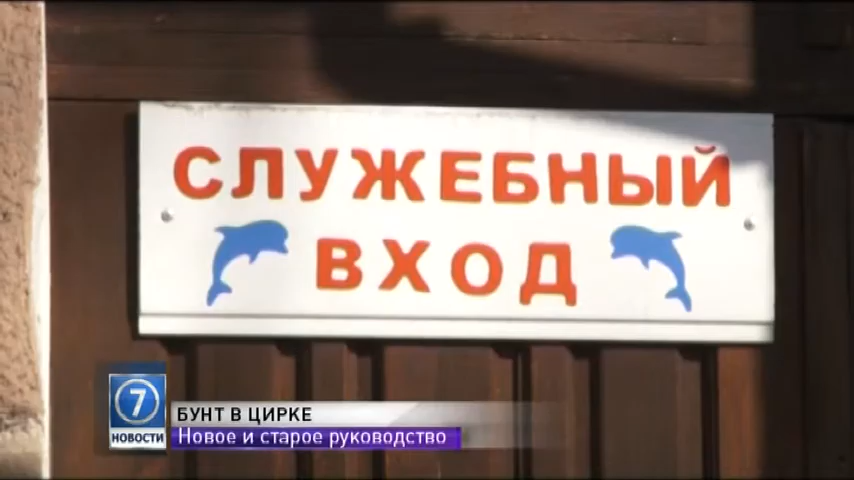 СЛУЖЕБНЫЙ
ВХОД
7
НОВОСТИ
БУНТ В ЦИРКЕ
Новое и старое руководство